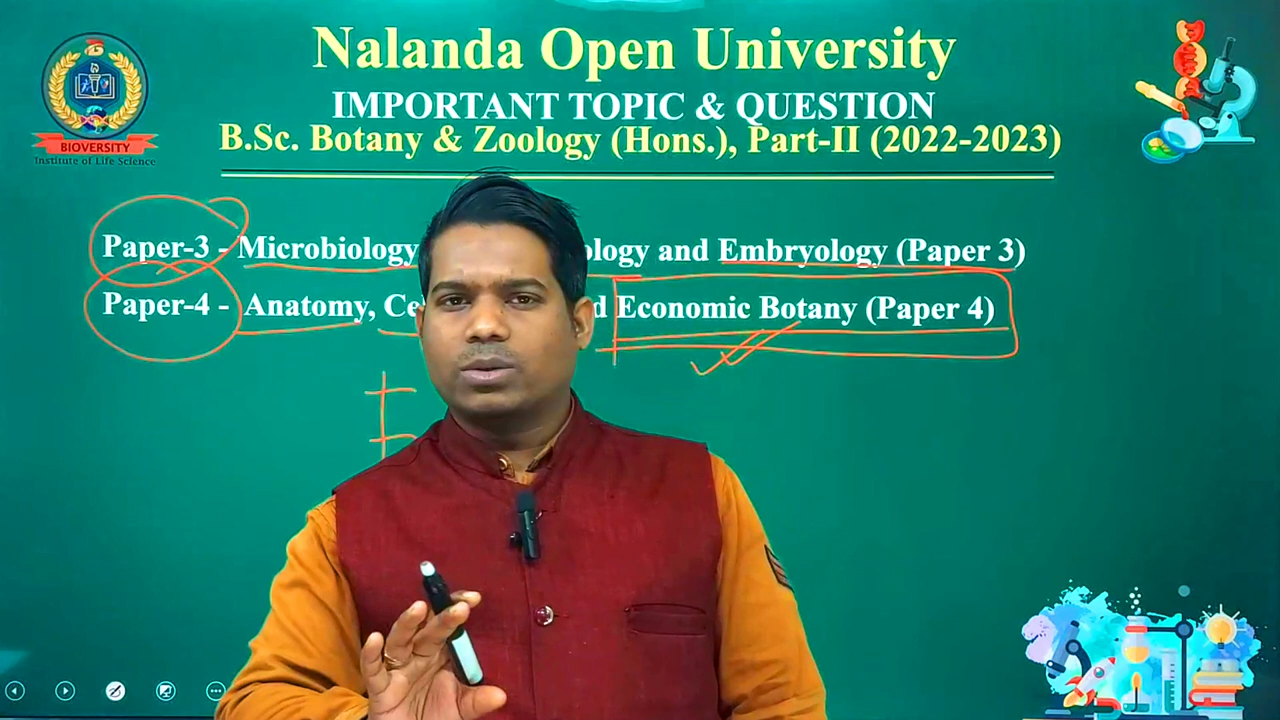 Nalanda Open University
IMPORTANT TOPIC & QUESTION
B.Sc. Botany & Zoology (Hons.), Part-II (2022-2023)
BIOVERSITY
Institute of Life Science
Paper-3 - Microbiology and Embryology (Paper 3)
Paper-4 - Anatomy, Economic Botany (Paper 4)